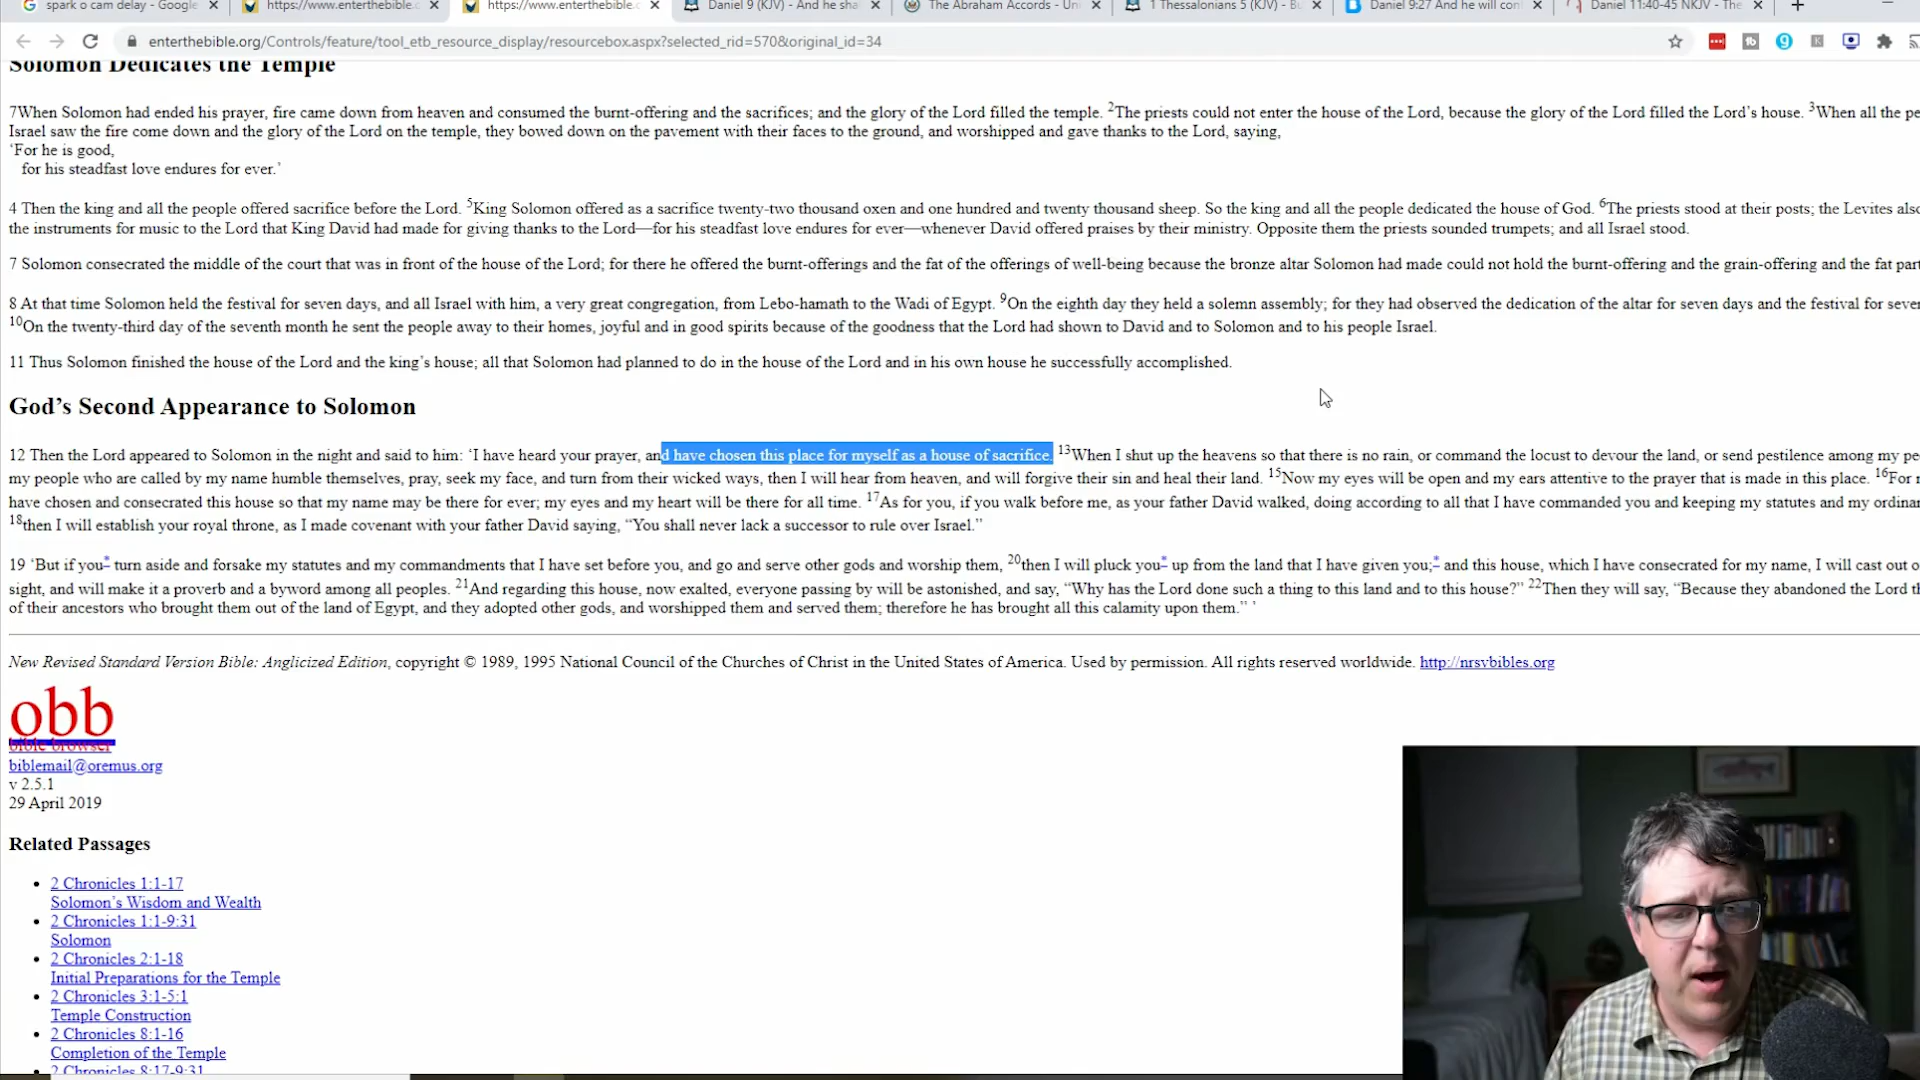 spark o cam delay - Google
https://www.enterthebible.
https://www.enterthebible.
Daniel 9 (KJV) - And he sha
The Abraham Accords - Un
1 Thessalonians 5 (KJV) - Bu
Daniel 9:27 And he will con
Daniel 11:40-45 NKJV - The
enterthebible.org/Controls/feature/tool_etb_resource_display/resourcebox.aspx?selected_rid=570&original_id=34
Solomon Dedicates the Temple
7When Solomon had ended his prayer, fire came down from heaven and consumed the burnt-offering and the sacrifices; and the glory of the Lord filled the temple. 2The priests could not enter the house of the Lord, because the glory of the Lord filled the Lord’s house. 3When all the pe
Israel saw the fire come down and the glory of the Lord on the temple, they bowed down on the pavement with their faces to the ground, and worshipped and gave thanks to the Lord, saying,
‘For he is good,
for his steadfast love endures for ever.’
4 Then the king and all the people offered sacrifice before the Lord. 5King Solomon offered as a sacrifice twenty-two thousand oxen and one hundred and twenty thousand sheep. So the king and all the people dedicated the house of God. 6The priests stood at their posts; the Levites also
the instruments for music to the Lord that King David had made for giving thanks to the Lord—for his steadfast love endures for ever—whenever David offered praises by their ministry. Opposite them the priests sounded trumpets; and all Israel stood.
7 Solomon consecrated the middle of the court that was in front of the house of the Lord; for there he offered the burnt-offerings and the fat of the offerings of well-being because the bronze altar Solomon had made could not hold the burnt-offering and the grain-offering and the fat part
8 At that time Solomon held the festival for seven days, and all Israel with him, a very great congregation, from Lebo-hamath to the Wadi of Egypt. 9On the eighth day they held a solemn assembly; for they had observed the dedication of the altar for seven days and the festival for seve
10On the twenty-third day of the seventh month he sent the people away to their homes, joyful and in good spirits because of the goodness that the Lord had shown to David and to Solomon and to his people Israel.
11 Thus Solomon finished the house of the Lord and the king’s house; all that Solomon had planned to do in the house of the Lord and in his own house he successfully accomplished.
God’s Second Appearance to Solomon
12 Then the Lord appeared to Solomon in the night and said to him: ‘I have heard your prayer, and have chosen this place for myself as a house of sacrifice. 13When I shut up the heavens so that there is no rain, or command the locust to devour the land, or send pestilence among my pe
my people who are called by my name humble themselves, pray, seek my face, and turn from their wicked ways, then I will hear from heaven, and will forgive their sin and heal their land. 15Now my eyes will be open and my ears attentive to the prayer that is made in this place. 16For n
have chosen and consecrated this house so that my name may be there for ever; my eyes and my heart will be there for all time. 17As for you, if you walk before me, as your father David walked, doing according to all that I have commanded you and keeping my statutes and my ordinan
18then I will establish your royal throne, as I made covenant with your father David saying, “You shall never lack a successor to rule over Israel.”
19 ‘But if you* turn aside and forsake my statutes and my commandments that I have set before you, and go and serve other gods and worship them, 20then I will pluck you* up from the land that I have given you;* and this house, which I have consecrated for my name, I will cast out o
sight, and will make it a proverb and a byword among all peoples. 21And regarding this house, now exalted, everyone passing by will be astonished, and say, “Why has the Lord done such a thing to this land and to this house?” 22Then they will say, “Because they abandoned the Lord th
of their ancestors who brought them out of the land of Egypt, and they adopted other gods, and worshipped them and served them; therefore he has brought all this calamity upon them.” ’
New Revised Standard Version Bible: Anglicized Edition, copyright © 1989, 1995 National Council of the Churches of Christ in the United States of America. Used by permission. All rights reserved worldwide. http://nrsvbibles.org
obb
bible browser
biblemail@oremus.org
v 2.5.1
29 April 2019
Related Passages
2 Chronicles 1:1-17
Solomon’s Wisdom and Wealth
2 Chronicles 1:1-9:31
Solomon
2 Chronicles 2:1-18
Initial Preparations for the Temple
2 Chronicles 3:1-5:1
Temple Construction
2 Chronicles 8:1-16
Completion of the Temple
2 Chronicles 8:17-9:31